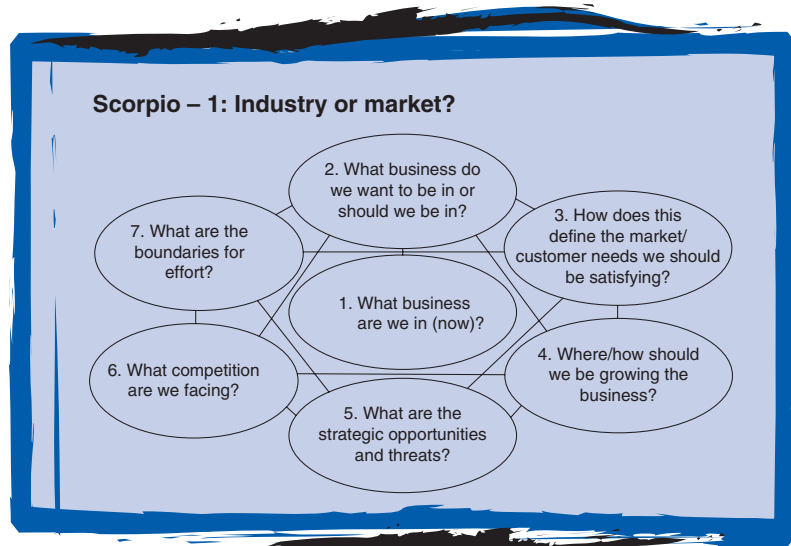 Scorpio – 1: Industry or market?
2. What business do
we want to be in or
should we be in?
7. What are the
boundaries for
effort?
3. How does this
define the market/
customer needs we should
be satisfying?
1. What business
are we in (now)?
6. What competition
are we facing?
4. Where/how should
we be growing the
business?
5. What are the
strategic opportunities
and threats?